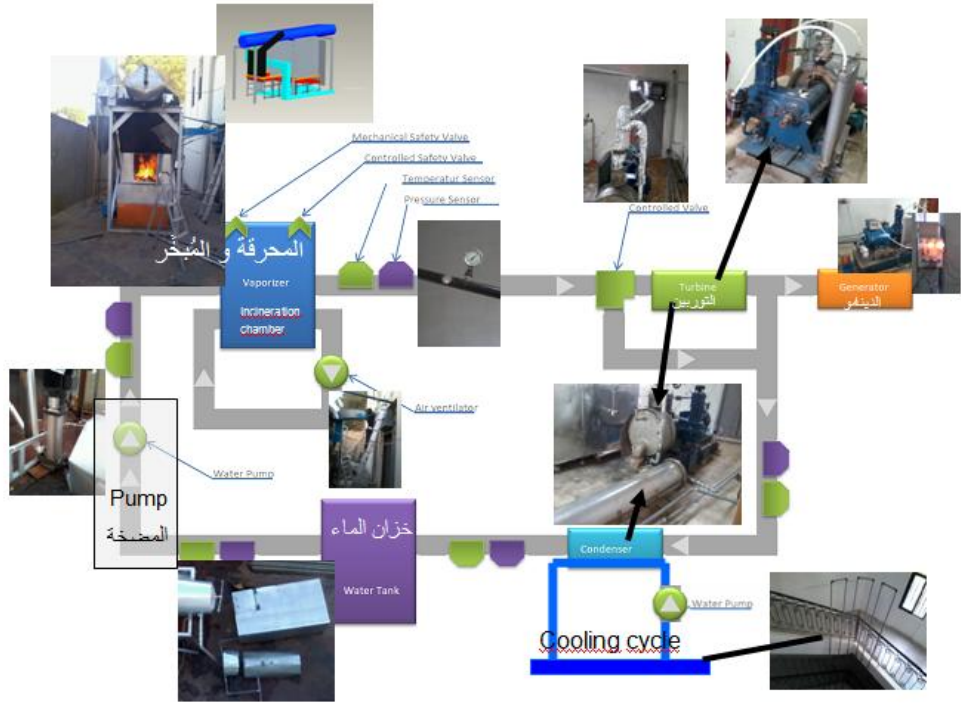 Mechanical Safety Valve
Controlled Safety Valve
Temperatur Sensor
Pressure Sensor
Controlled Valve
المحرقة و المُبخّر
Vaporizer
Incineration
chamber
Turbine
التوربين
Generator
الدينمو
Air ventilator
Water Pump
Pump
المضخة
خزان الماء
Water Tank
Condenser
Water Pump
Cooling cycle